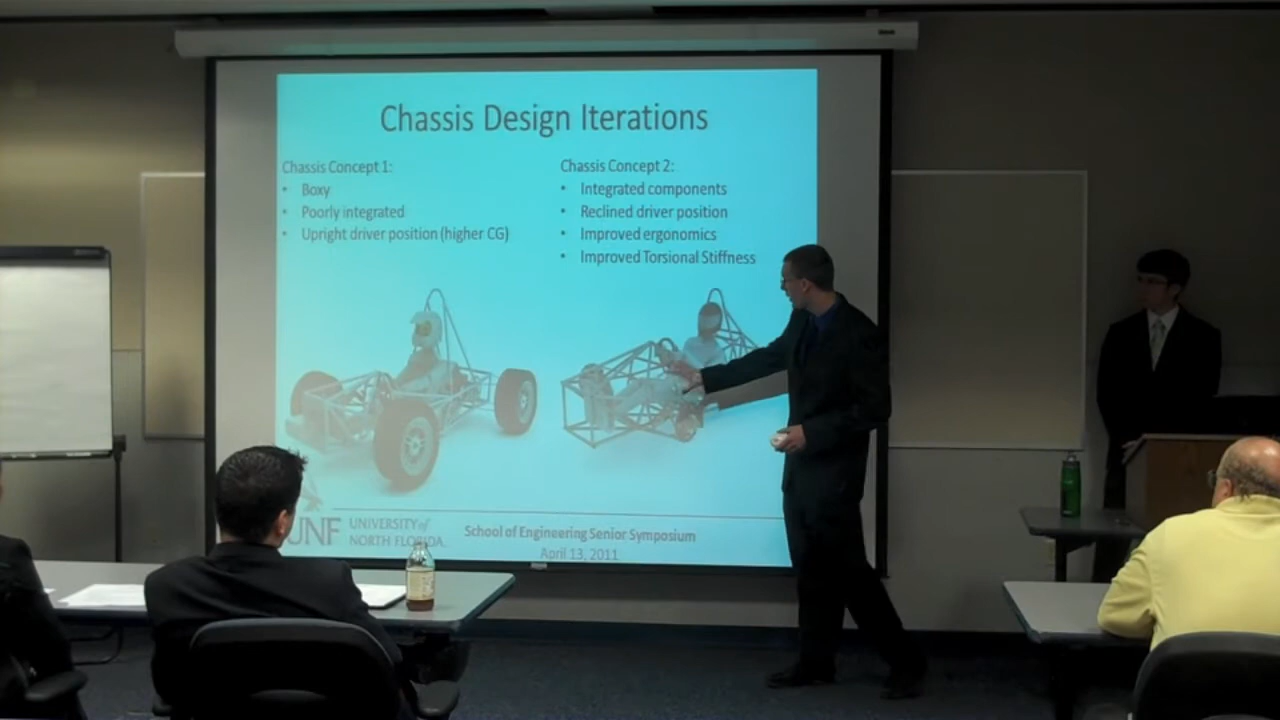 Chassis Design Iterations
Chassis Concept 1:
• Boxy
• Poorly integrated
• Upright driver position (higher CG)
Chassis Concept 2:
• Integrated components
• Reclined driver position
• Improved ergonomics
• Improved Torsional Stiffness
UNF
UNIVERSITY of
NORTH FLORIDA.
School of Engineering Senior Symposium
April 13, 2011